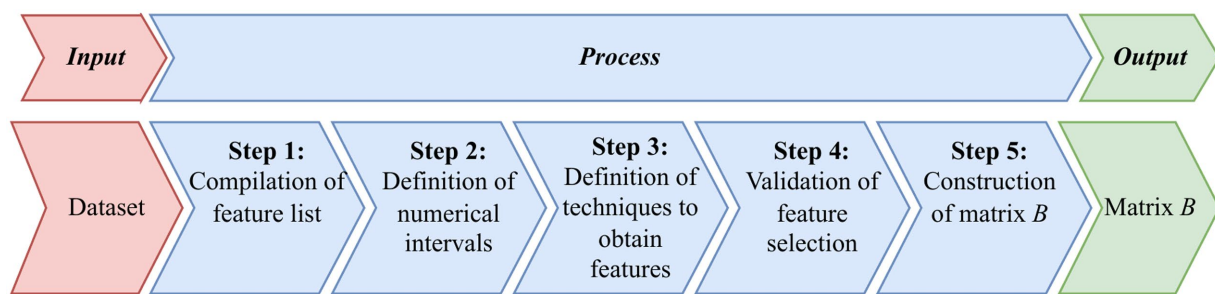 Input
Process
Output
Dataset
Step 1:
Compilation of
feature list
Step 2:
Definition of
numerical
intervals
Step 3:
Definition of
techniques to
obtain
features
Step 4:
Validation of
feature
selection
Step 5:
Construction
of matrix B
Matrix B